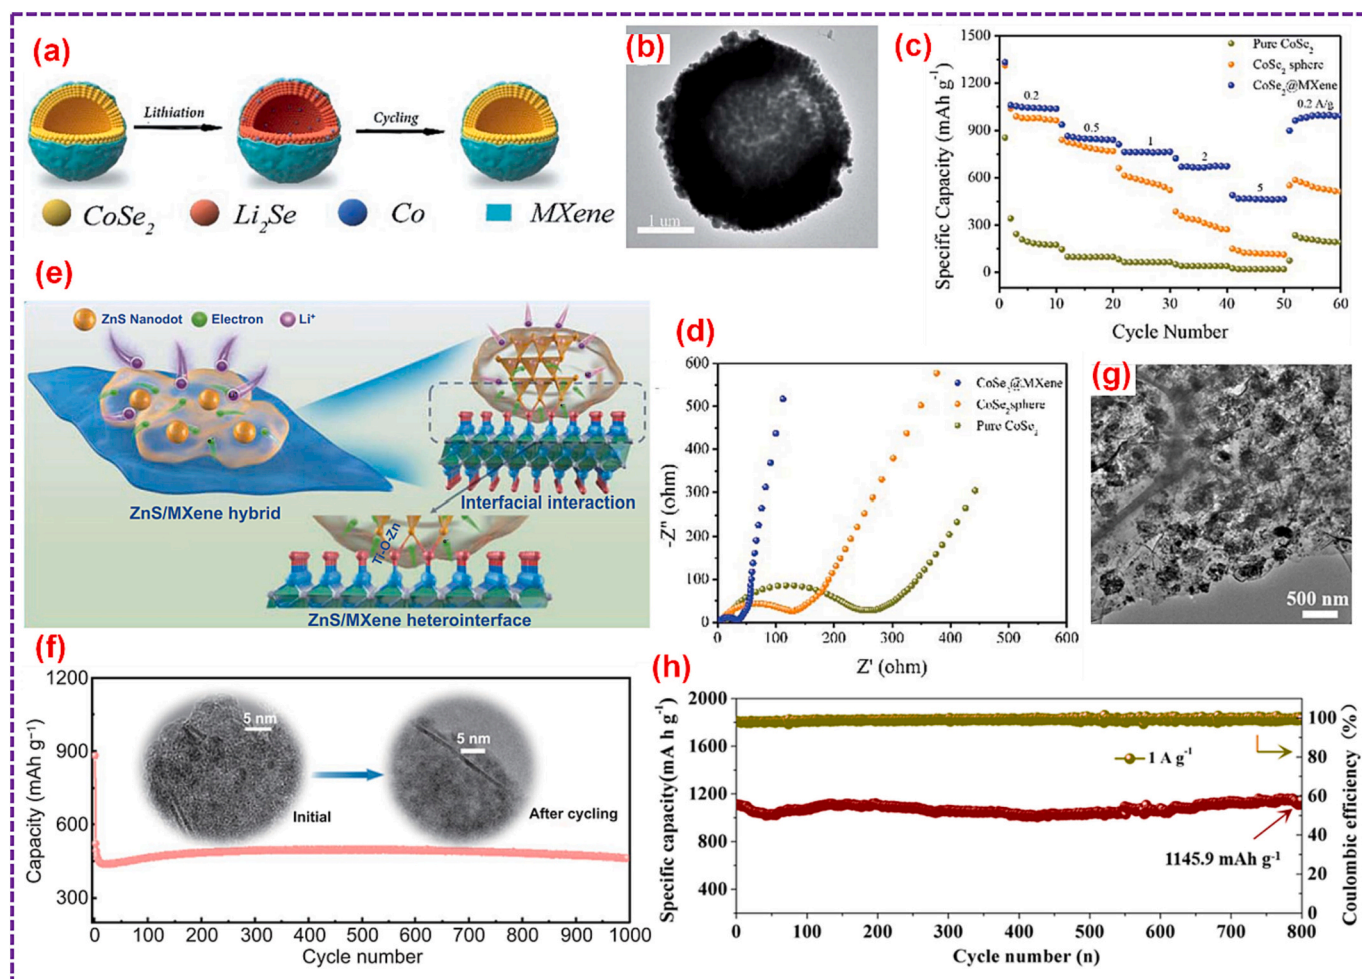 (a)
Lithiation
Cycling
CoSe₂
Li₂Se
Co
MXene
(b)
1 um
(c)
Specific Capacity (mAh g⁻¹)
1500
1200
900
600
300
0
Pure CoSe₂
CoSe₂ sphere
CoSe₂@MXene
0.2
0.5
1
2
5
0.2 A/g
0 10 20 30 40 50 60
Cycle Number
(e)
ZnS Nanodot
Electron
Li⁺
ZnS/MXene hybrid
Interfacial interaction
Ti-O-Zn
ZnS/MXene heterointerface
(d)
-Z" (ohm)
600
500
400
300
200
100
0
CoSe₂@MXene
CoSe₂sphere
Pure CoSe₂
0 100 200 300 400 500 600
Z' (ohm)
(g)
500 nm
(f)
Capacity (mAh g⁻¹)
1200
900
600
300
5 nm
Initial
5 nm
After cycling
0 100 200 300 400 500 600 700 800 900 1000
Cycle number
(h)
Specific capacity(mA h g⁻¹)
2000
1800
1600
1400
1200
1000
800
600
400
200
1 A g⁻¹
1145.9 mAh g⁻¹
100
80
60
40
20
0
Coulombic efficiency (%)
0 100 200 300 400 500 600 700 800
Cycle number (n)